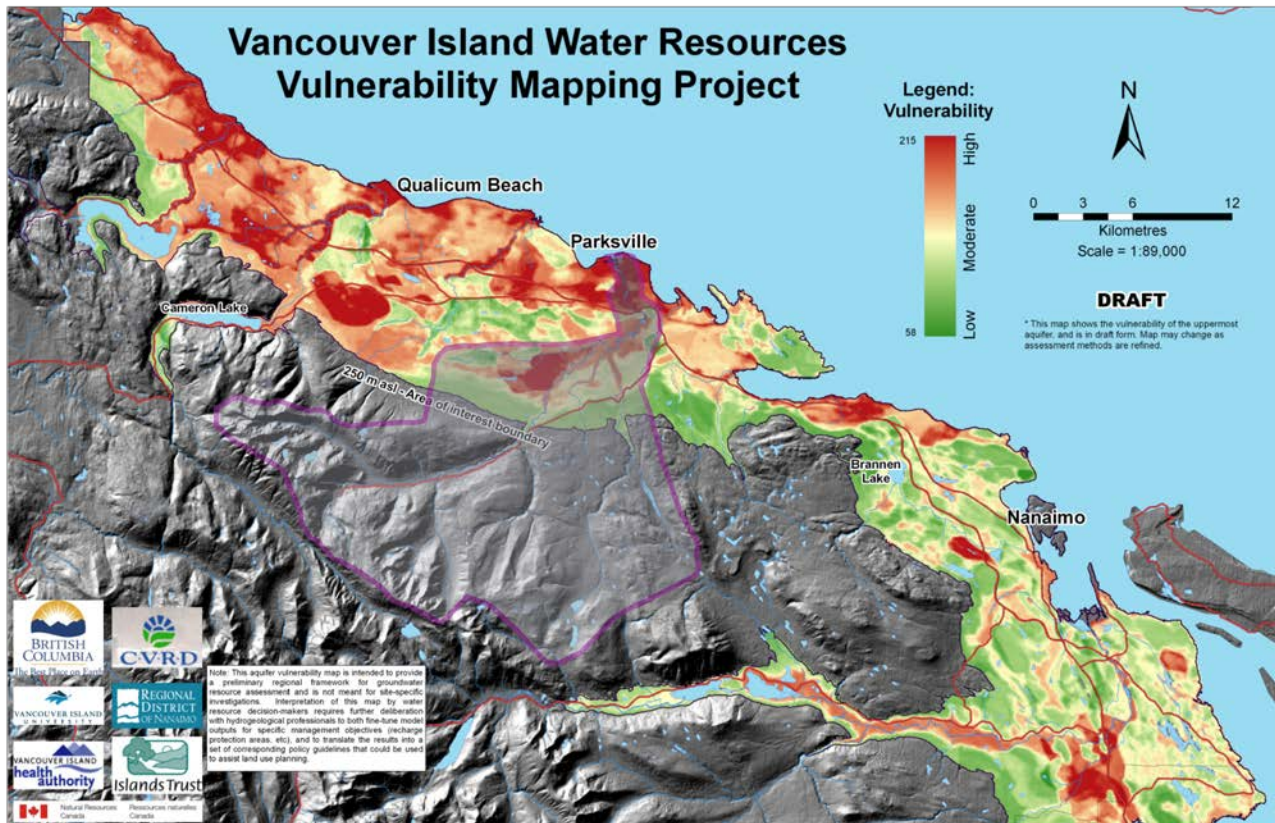 Vancouver Island Water Resources
Vulnerability Mapping Project
Legend:
Vulnerability
215
High
Moderate
Low
58
N
0 3 6 12
Kilometres
Scale = 1:89,000
DRAFT
* This map shows the vulnerability of the uppermost
aquifer, and is in draft form. Map may change as
assessment methods are refined.
Qualicum Beach
Parksville
Cameron Lake
250 m asl - Area of interest boundary
Brannen
Lake
Nanaimo
BRITISH
COLUMBIA
The Best Place on Earth
C·V·R·D
VANCOUVER ISLAND
UNIVERSITY
REGIONAL
DISTRICT
OF NANAIMO
VANCOUVER ISLAND
health
authority
Islands Trust
Natural Resources
Canada
Ressources naturelles
Canada
Note: This aquifer vulnerability map is intended to provide
a preliminary regional framework for groundwater
resource assessment and is not meant for site-specific
investigations. Interpretation of this map by water
resource decision-makers requires further deliberation
with hydrogeological professionals to both fine-tune model
outputs for specific management objectives (recharge
protection areas, etc), and to translate the results into a
set of corresponding policy guidelines that could be used
to assist land use planning.